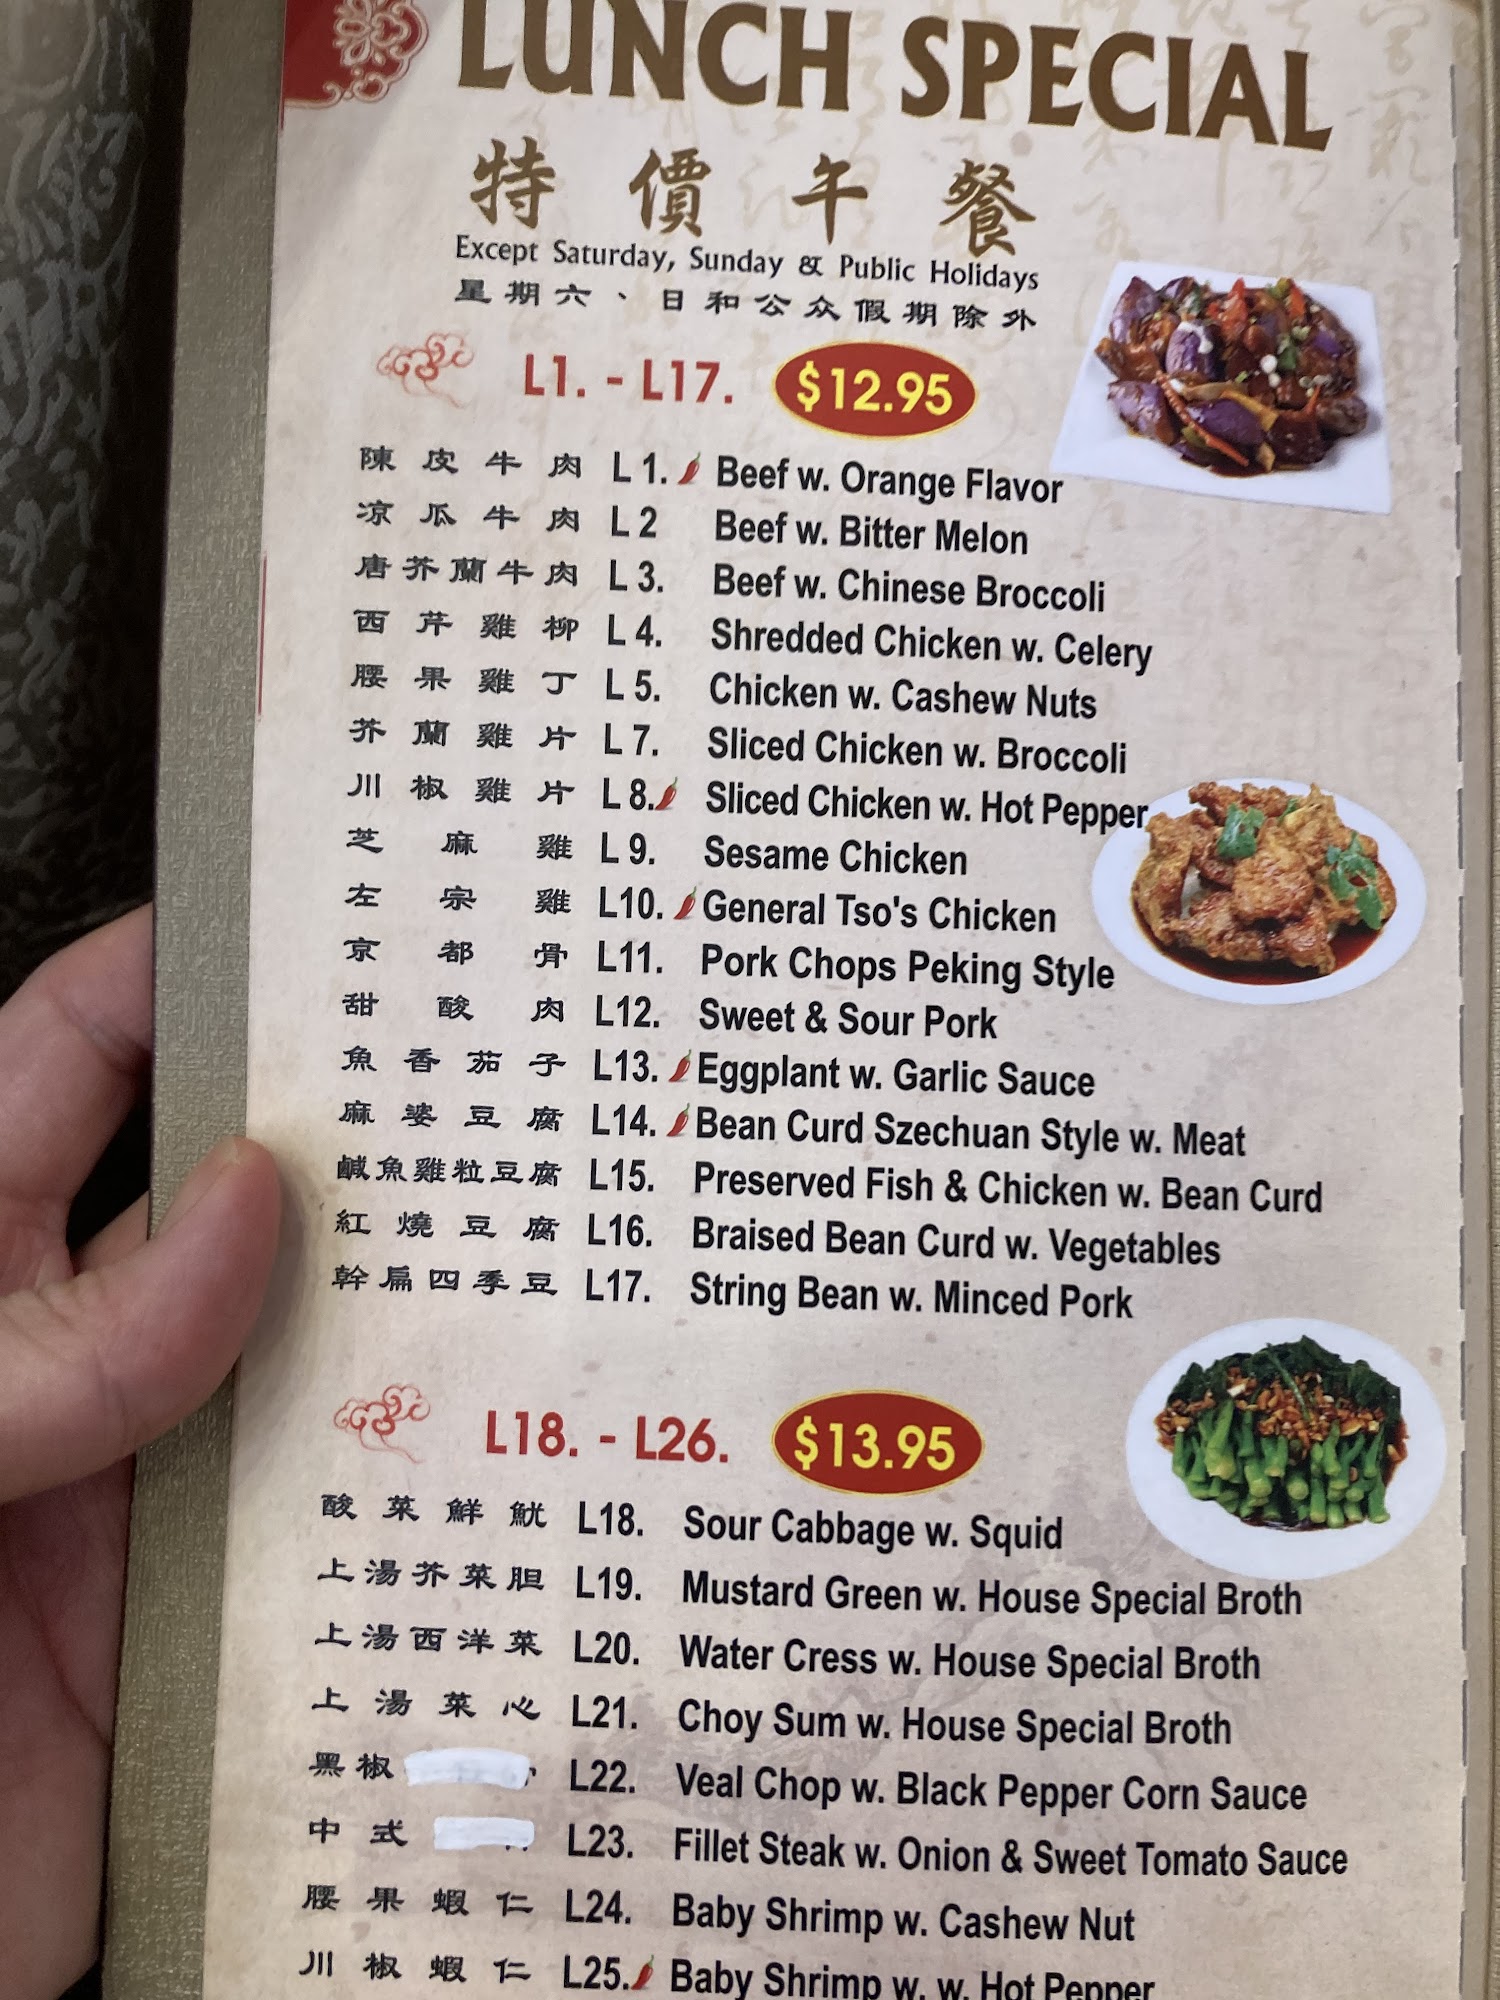 LUNCH SPECIAL
特價午餐
Except Saturday, Sunday & Public Holidays
星期六、日和公众假期除外
L1. - L17. $12.95
陳皮牛肉 L 1. Beef w. Orange Flavor
凉瓜牛肉 L 2 Beef w. Bitter Melon
唐芥蘭牛肉 L 3. Beef w. Chinese Broccoli
西芹雞柳 L 4. Shredded Chicken w. Celery
腰果雞丁 L 5. Chicken w. Cashew Nuts
芥蘭雞片 L 7. Sliced Chicken w. Broccoli
川椒雞片 L 8. Sliced Chicken w. Hot Pepper
芝麻雞 L 9. Sesame Chicken
左宗雞 L10. General Tso's Chicken
京都骨 L11. Pork Chops Peking Style
甜酸肉 L12. Sweet & Sour Pork
魚香茄子 L13. Eggplant w. Garlic Sauce
麻婆豆腐 L14. Bean Curd Szechuan Style w. Meat
鹹魚雞粒豆腐 L15. Preserved Fish & Chicken w. Bean Curd
紅燒豆腐 L16. Braised Bean Curd w. Vegetables
幹扁四季豆 L17. String Bean w. Minced Pork
L18. - L26. $13.95
酸菜鮮魷 L18. Sour Cabbage w. Squid
上湯芥菜胆 L19. Mustard Green w. House Special Broth
上湯西洋菜 L20. Water Cress w. House Special Broth
上湯菜心 L21. Choy Sum w. House Special Broth
黑椒 L22. Veal Chop w. Black Pepper Corn Sauce
中式 L23. Fillet Steak w. Onion & Sweet Tomato Sauce
腰果蝦仁 L24. Baby Shrimp w. Cashew Nut
川椒蝦仁 L25. Baby Shrimp w. w. Hot Pepper